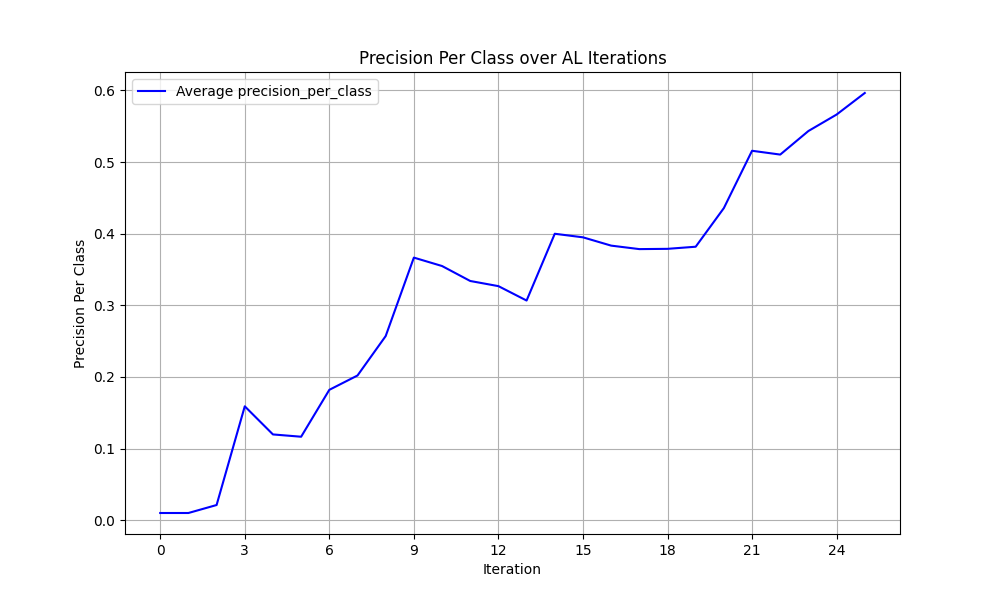 Precision Per Class over AL Iterations
Average precision_per_class
Precision Per Class
0.6
0.5
0.4
0.3
0.2
0.1
0.0
0 3 6 9 12 15 18 21 24
Iteration